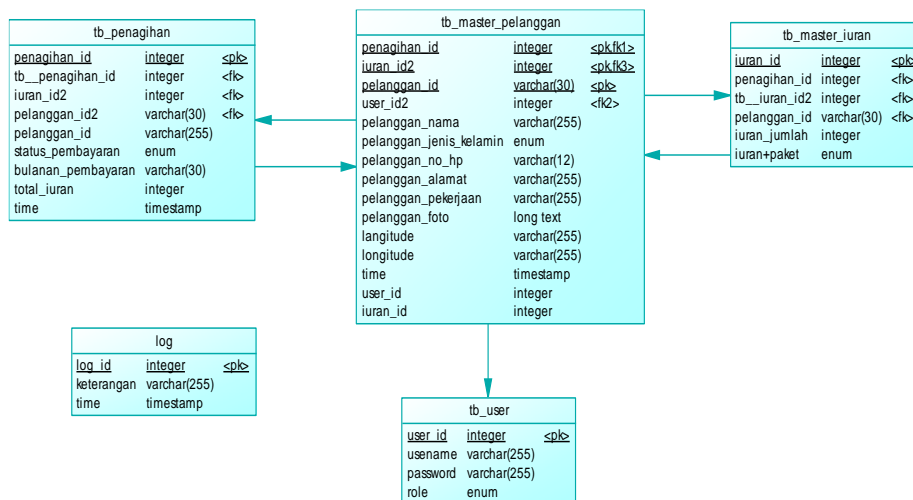 tb_penagihan
penagihan_id integer <pk>
tb__penagihan_id integer <fk>
iuran_id2 integer <fk>
pelanggan_id2 varchar(30) <fk>
pelanggan_id varchar(255)
status_pembayaran enum
bulanan_pembayaran varchar(30)
total_iuran integer
time timestamp
tb_master_pelanggan
penagihan_id integer <pk,fk1>
iuran_id2 integer <pk,fk3>
pelanggan_id varchar(30) <pk>
user_id2 integer <fk2>
pelanggan_nama varchar(255)
pelanggan_jenis_kelamin enum
pelanggan_no_hp varchar(12)
pelanggan_alamat varchar(255)
pelanggan_pekerjaan varchar(255)
pelanggan_foto long text
langitude varchar(255)
longitude varchar(255)
time timestamp
user_id integer
iuran_id integer
tb_master_iuran
iuran_id integer <pk>
penagihan_id integer <fk>
tb__iuran_id2 integer <fk>
pelanggan_id varchar(30) <fk>
iuran_jumlah integer
iuran+paket enum
log
log_id integer <pk>
keterangan varchar(255)
time timestamp
tb_user
user_id integer <pk>
usename varchar(255)
password varchar(255)
role enum